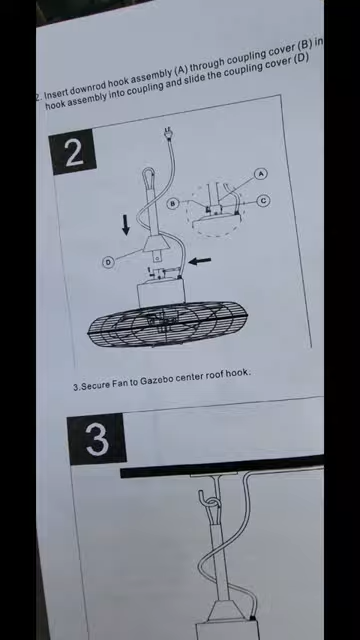 2. Insert downrod hook assembly (A) through coupling cover (B) in
hook assembly into coupling and slide the coupling cover (D)
2
A
B
C
D
3.Secure Fan to Gazebo center roof hook.
3